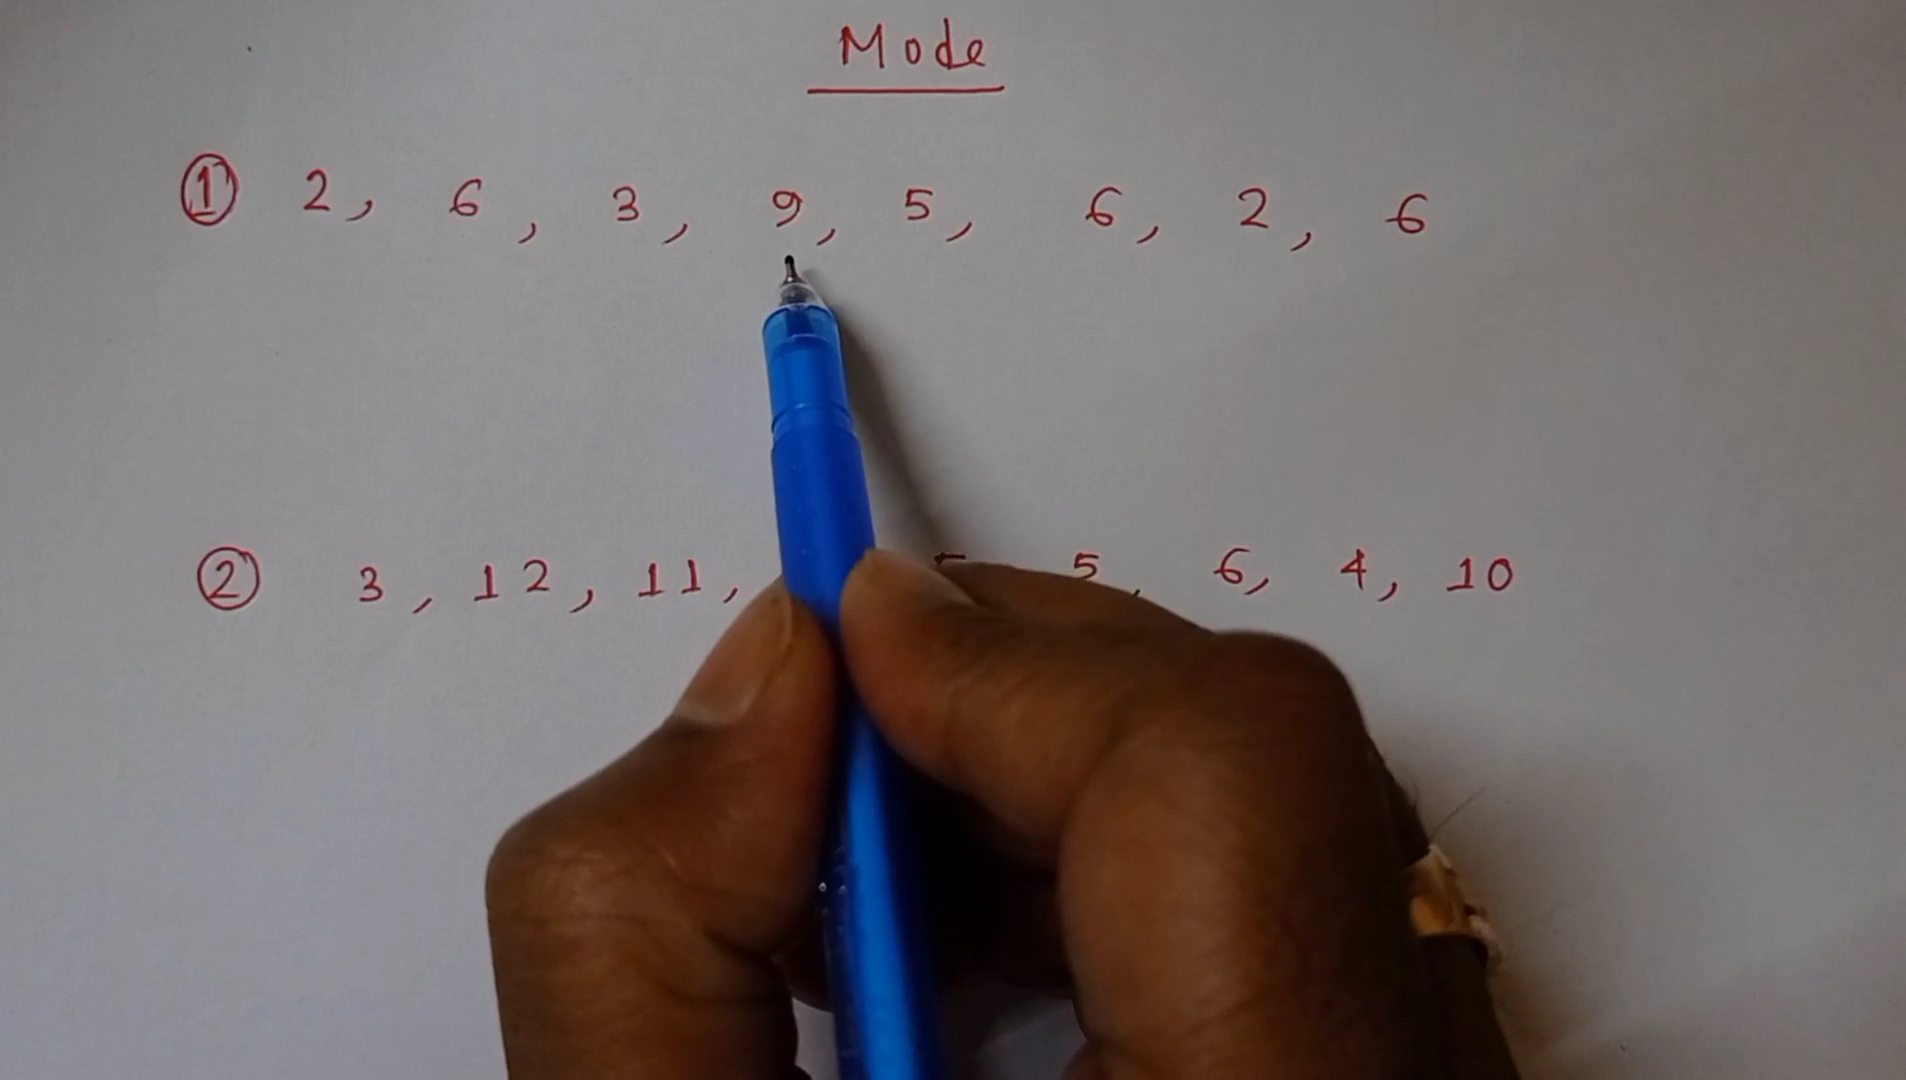 Mode
① 2, 6, 3, 9, 5, 6, 2, 6
② 3, 12, 11, 5, 6, 4, 10